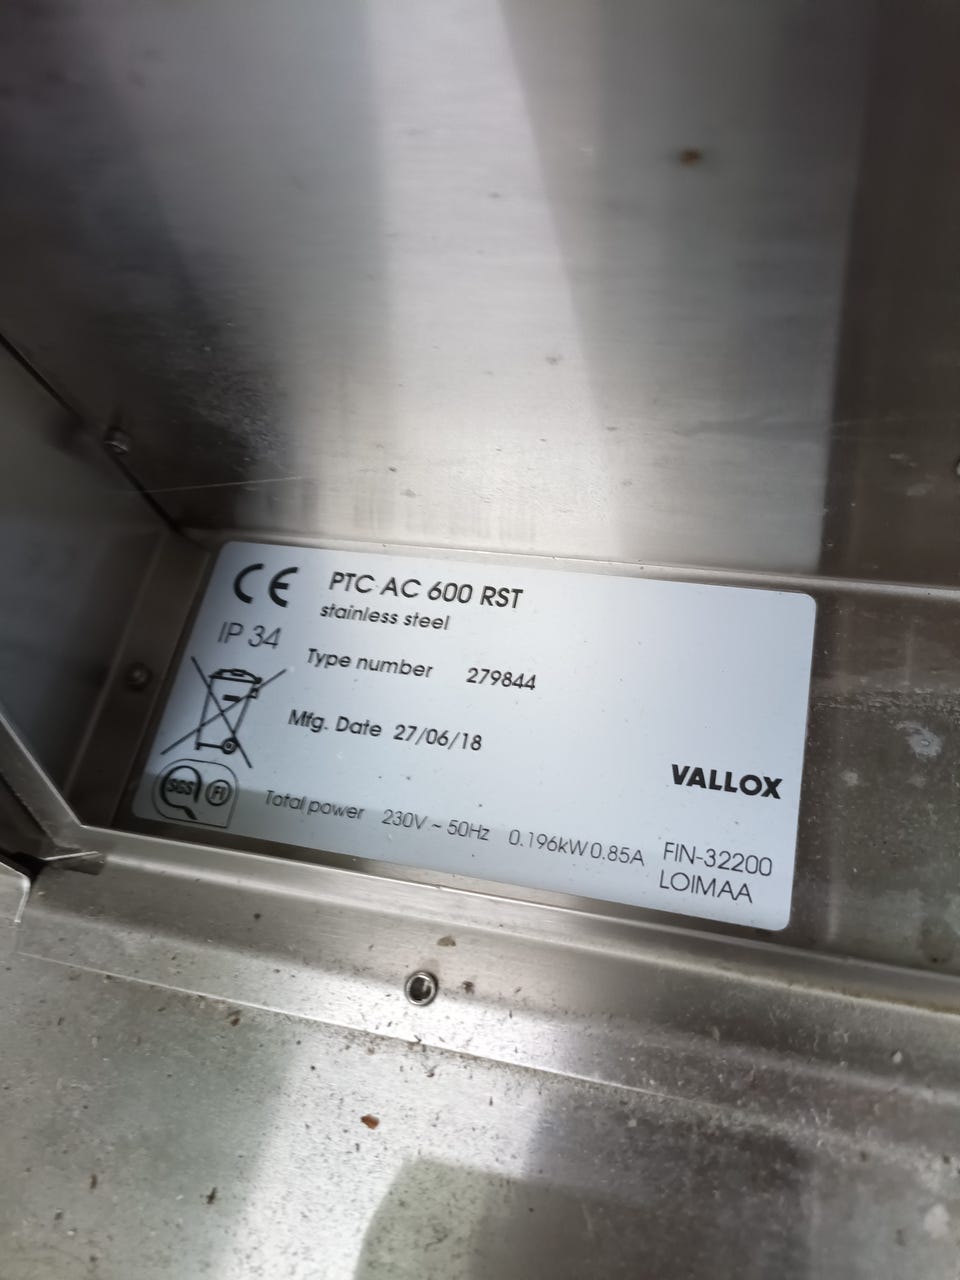 CE PTC AC 600 RST
stainless steel
IP 34
Type number 279844
Mfg. Date 27/06/18
VALLOX
SGS FI
Total power 230V ~ 50Hz 0.196kW 0.85A
FIN-32200
LOIMAA